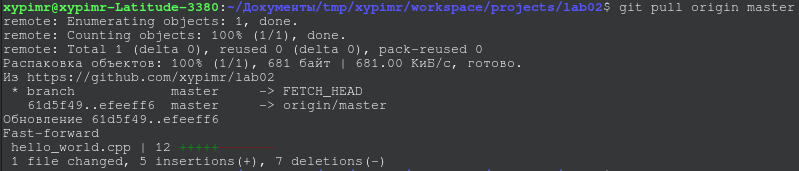 xypimr@xypimr-Latitude-3380:~/Документы/tmp/xypimr/workspace/projects/lab02$ git pull origin master
remote: Enumerating objects: 1, done.
remote: Counting objects: 100% (1/1), done.
remote: Total 1 (delta 0), reused 0 (delta 0), pack-reused 0
Распаковка объектов: 100% (1/1), 681 байт | 681.00 КиБ/с, готово.
Из https://github.com/xypimr/lab02
 * branch            master     -> FETCH_HEAD
   61d5f49..efeeff6  master     -> origin/master
Обновление 61d5f49..efeeff6
Fast-forward
 hello_world.cpp | 12 +++++
 1 file changed, 5 insertions(+), 7 deletions(-)